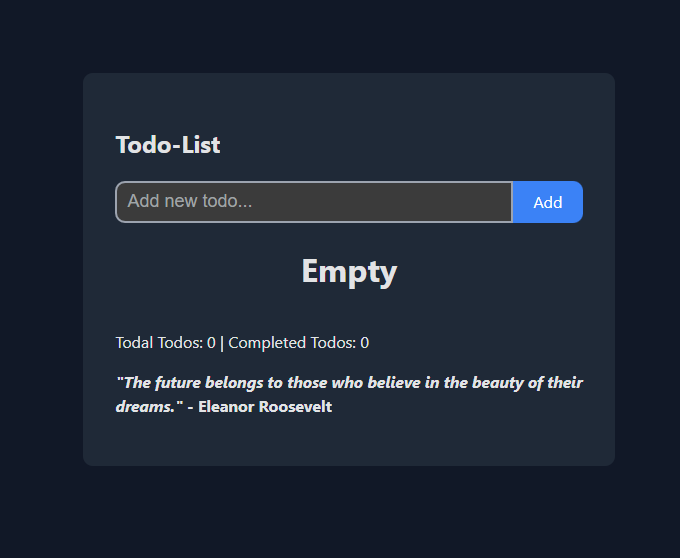 Todo-List
Add new todo...
Add
Empty
Todal Todos: 0 | Completed Todos: 0
"The future belongs to those who believe in the beauty of their
dreams." - Eleanor Roosevelt